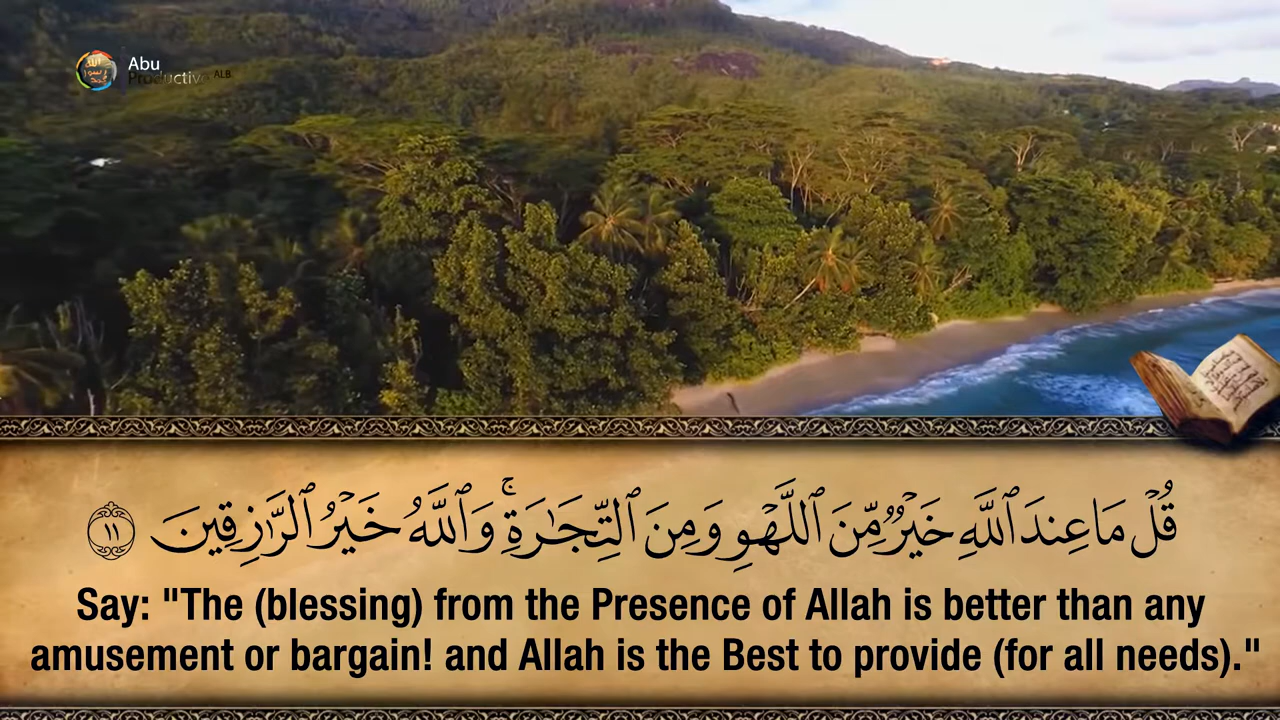 Abu
Productive ALB
قُلْ مَا عِندَ ٱللَّهِ خَيْرٌ مِّنَ ٱللَّهْوِ وَمِنَ ٱلتِّجَٰرَةِ ۚ وَٱللَّهُ خَيْرُ ٱلرَّٰزِقِينَ ١١
Say: "The (blessing) from the Presence of Allah is better than any
amusement or bargain! and Allah is the Best to provide (for all needs)."